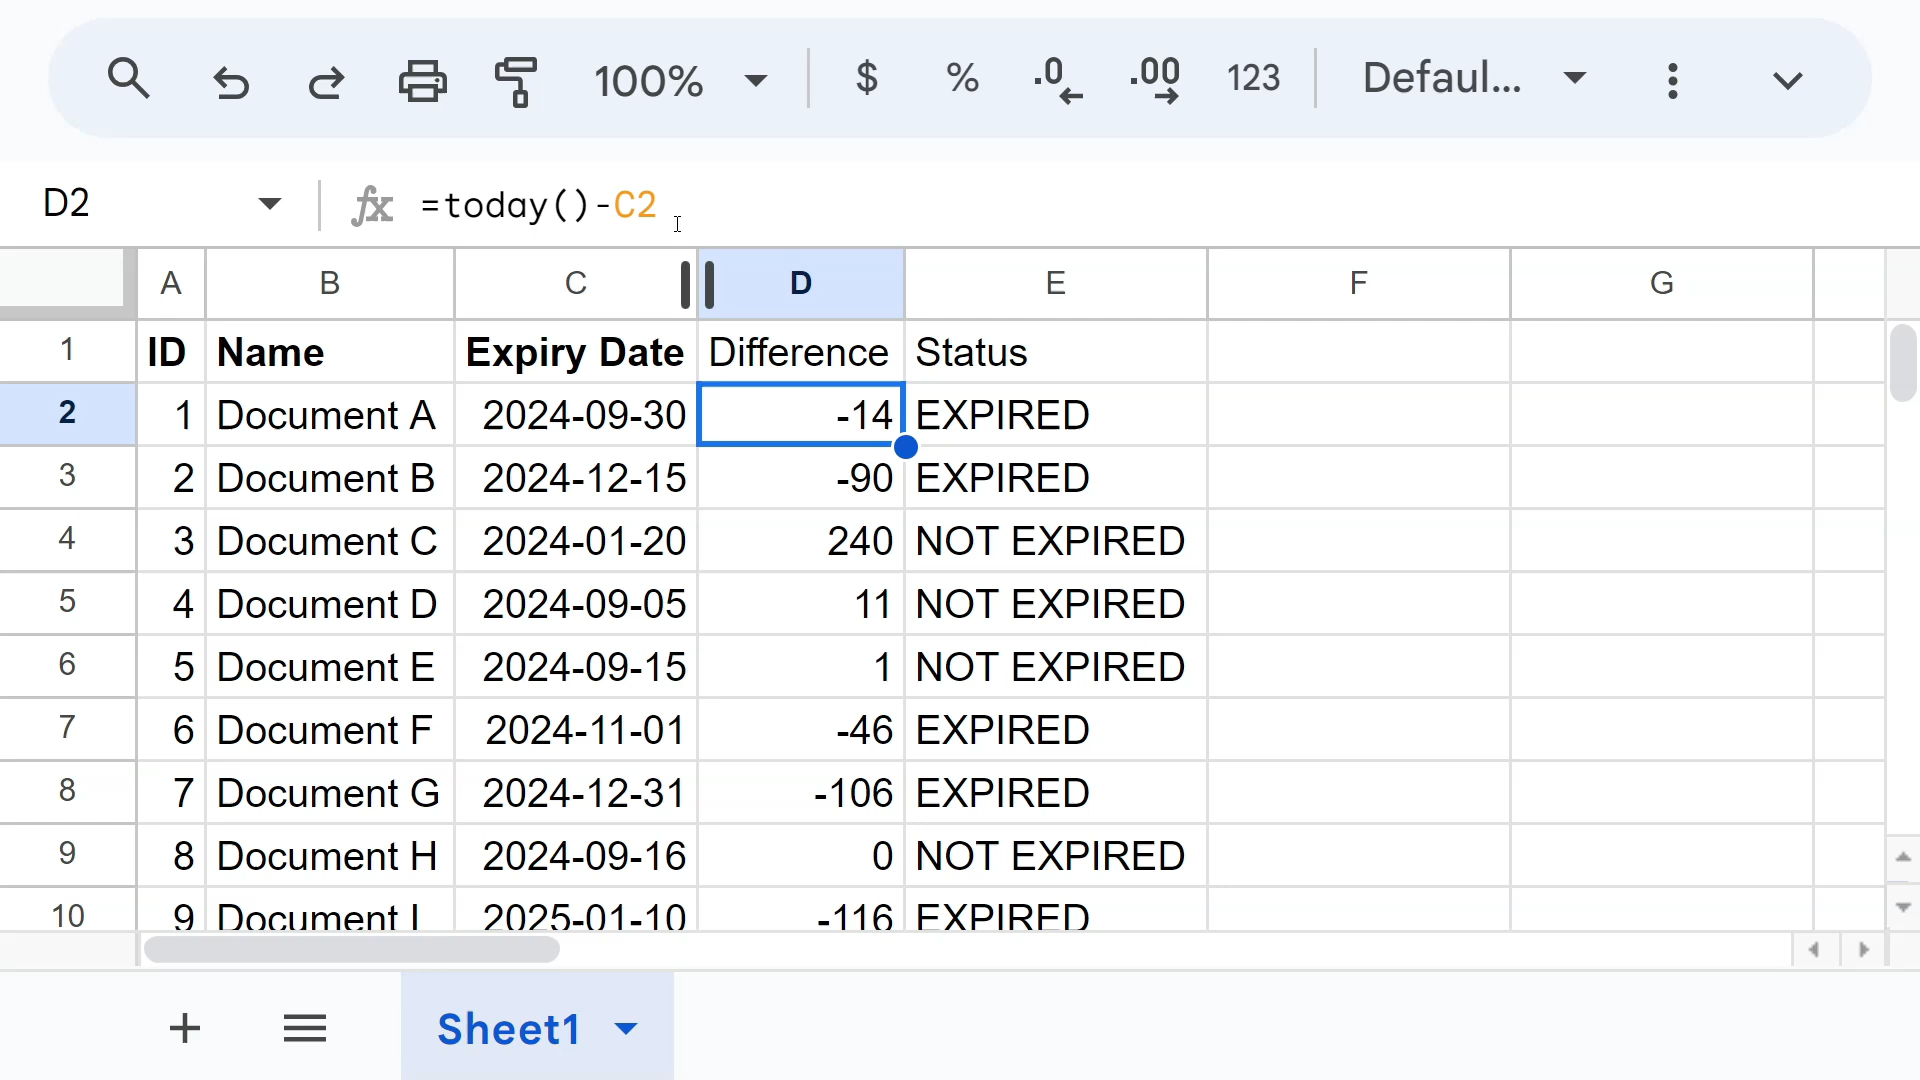 100% $ % .0 .00 123 Defaul...
D2 fx =today()-C2
A B C D E F G
1 ID Name Expiry Date Difference Status
2 1 Document A 2024-09-30 -14 EXPIRED
3 2 Document B 2024-12-15 -90 EXPIRED
4 3 Document C 2024-01-20 240 NOT EXPIRED
5 4 Document D 2024-09-05 11 NOT EXPIRED
6 5 Document E 2024-09-15 1 NOT EXPIRED
7 6 Document F 2024-11-01 -46 EXPIRED
8 7 Document G 2024-12-31 -106 EXPIRED
9 8 Document H 2024-09-16 0 NOT EXPIRED
10 9 Document I 2025-01-10 -116 EXPIRED
Sheet1